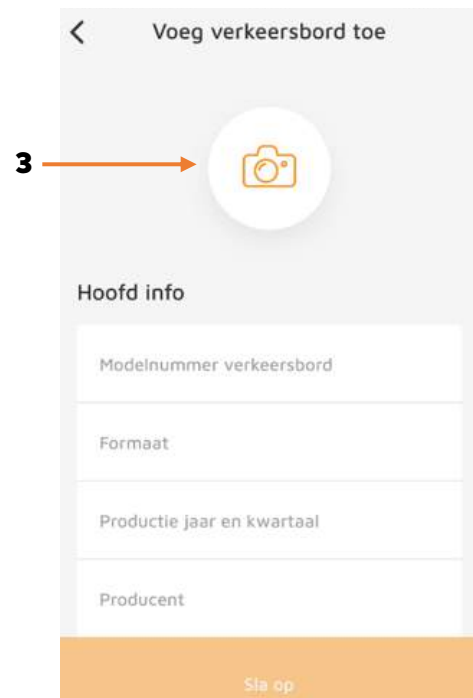 Voeg verkeersbord toe
3
Hoofd info
Modelnummer verkeersbord
Formaat
Productie jaar en kwartaal
Producent
Sla op